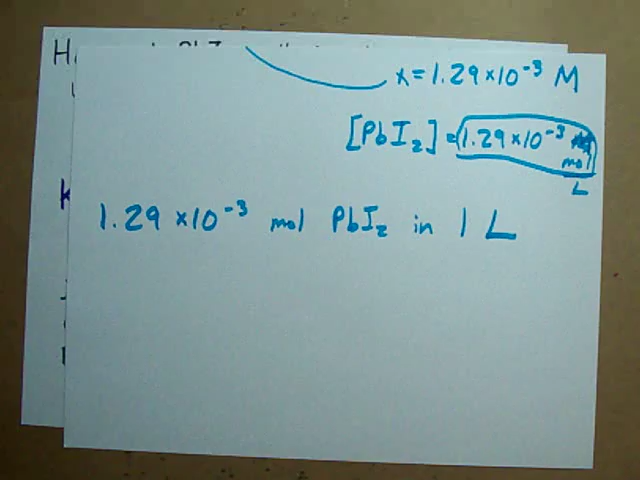 x = 1.29 × 10⁻³ M
[PbI₂] = 1.29 × 10⁻³ mol
L
1.29 × 10⁻³ mol PbI₂ in 1 L